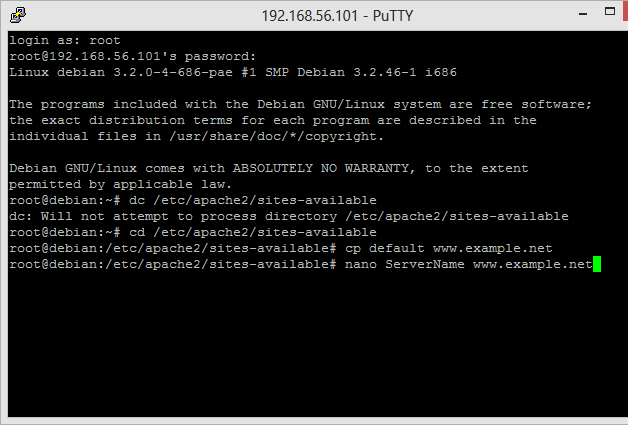 192.168.56.101 - PuTTY
login as: root
root@192.168.56.101's password:
Linux debian 3.2.0-4-686-pae #1 SMP Debian 3.2.46-1 i686
The programs included with the Debian GNU/Linux system are free software;
the exact distribution terms for each program are described in the
individual files in /usr/share/doc/*/copyright.
Debian GNU/Linux comes with ABSOLUTELY NO WARRANTY, to the extent
permitted by applicable law.
root@debian:~# dc /etc/apache2/sites-available
dc: Will not attempt to process directory /etc/apache2/sites-available
root@debian:~# cd /etc/apache2/sites-available
root@debian:/etc/apache2/sites-available# cp default www.example.net
root@debian:/etc/apache2/sites-available# nano ServerName www.example.net